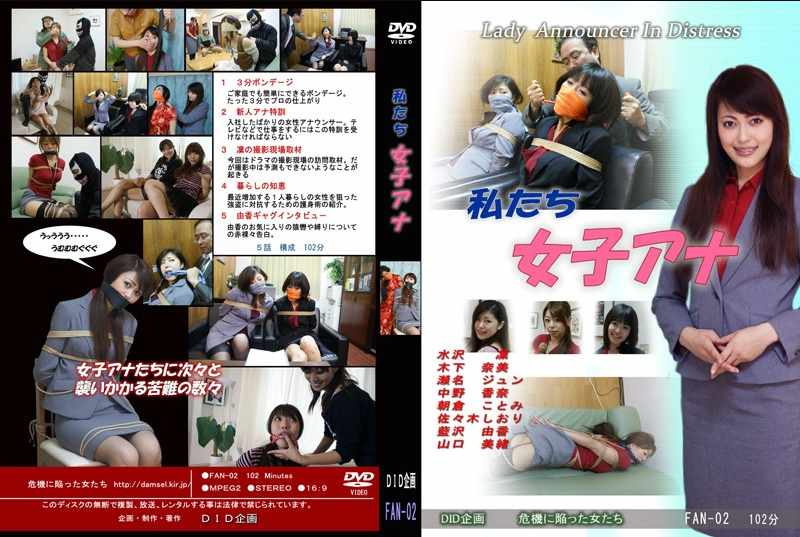 DVD
VIDEO
1 3分ボンデージ
ご家庭でも簡単にできるボンデージ。
たった3分でプロの仕上がり
2 新人アナ特訓
入社したばかりの女性アナウンサー。テ
レビなどで仕事をするにはこの特訓を受
けなければならない
3 凛の撮影現場取材
今回はドラマの撮影現場の訪問取材。だ
が撮影中は予測もできないようなことが
起きる
4 暮らしの知恵
最近増加する1人暮らしの女性を狙った
強盗に対抗するための護身術の紹介。
5 由香ギャグインタビュー
由香のお気に入りの猿轡や縛りについて
の赤裸々告白。
5話 構成 102分
うっううう・・・・・
うむむむぐぐぐ
女子アナたちに次々と
襲いかかる苦難の数々
危機に陥った女たち http://damsel.kir.jp/
●FAN-02 102 Minutes
●MPEG2 ●STEREO ●16:9
DVD
VIDEO
このディスクの無断で複製、放送、レンタルする事は法律で禁じられています。
企画・制作・著作 DID企画
私たち 女子アナ
DID企画
FAN-02
Lady Announcer In Distress
私たち
女子アナ
水沢 凛
木下 奈美
瀬名 ジュン
中野 香奈
朝倉 ことみ
佐々木しおり
藍沢 由香
山口 美緒
DID企画 危機に陥った女たち FAN-02 102分